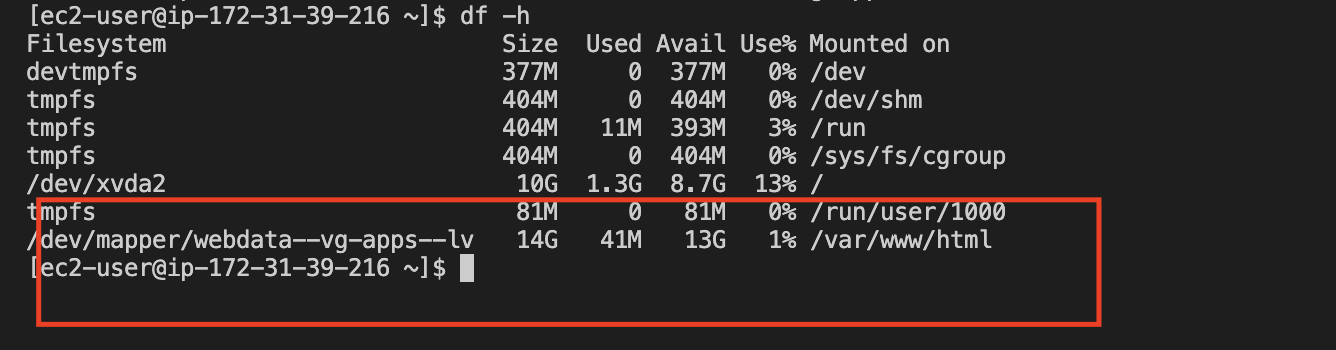 [ec2-user@ip-172-31-39-216 ~]$ df -h
Filesystem Size Used Avail Use% Mounted on
devtmpfs 377M 0 377M 0% /dev
tmpfs 404M 0 404M 0% /dev/shm
tmpfs 404M 11M 393M 3% /run
tmpfs 404M 0 404M 0% /sys/fs/cgroup
/dev/xvda2 10G 1.3G 8.7G 13% /
tmpfs 81M 0 81M 0% /run/user/1000
/dev/mapper/webdata--vg-apps--lv 14G 41M 13G 1% /var/www/html
[ec2-user@ip-172-31-39-216 ~]$